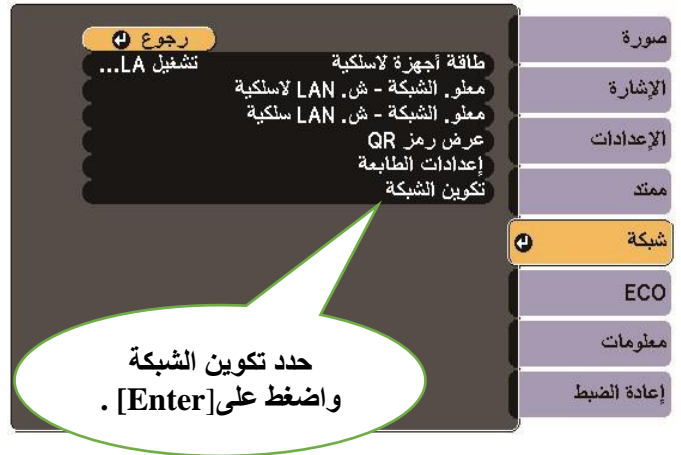 صورة
الإشارة
الإعدادات
ممتد
شبكة
ECO
معلومات
إعادة الضبط
رجوع
طاقة أجهزة لاسلكية تشغيل LA...
معلو. الشبكة - ش. LAN لاسلكية
معلو. الشبكة - ش. LAN سلكية
عرض رمز QR
إعدادات الطابعة
تكوين الشبكة
حدد تكوين الشبكة
واضغط على[Enter] .